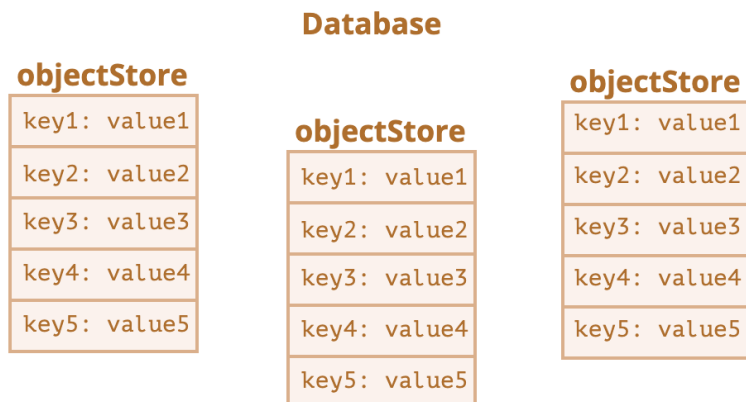 Database
objectStore
key1: value1
key2: value2
key3: value3
key4: value4
key5: value5
objectStore
key1: value1
key2: value2
key3: value3
key4: value4
key5: value5
objectStore
key1: value1
key2: value2
key3: value3
key4: value4
key5: value5